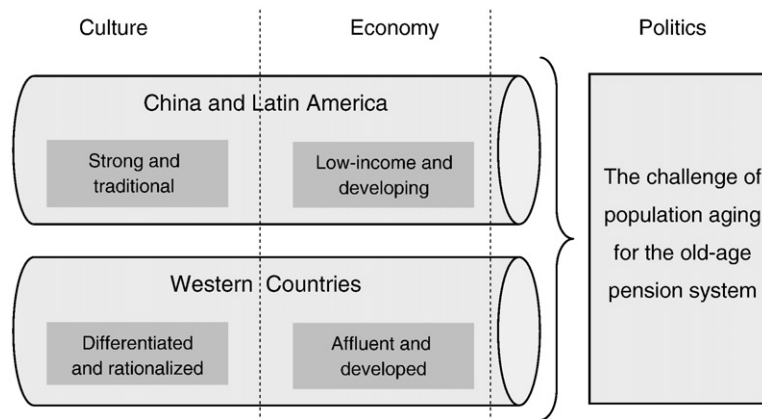 Culture
Economy
Politics
China and Latin America
Strong and
traditional
Low-income and
developing
Western Countries
Differentiated
and rationalized
Affluent and
developed
The challenge of
population aging
for the old-age
pension system